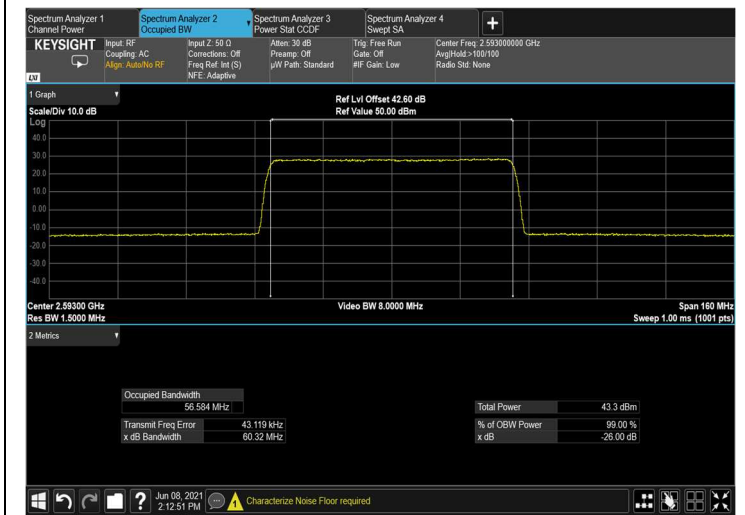 Spectrum Analyzer 1
Channel Power
Spectrum Analyzer 2
Occupied BW
Spectrum Analyzer 3
Power Stat CCDF
Spectrum Analyzer 4
Swept SA
KEYSIGHT
LXI
Input: RF
Coupling: AC
Align: Auto/No RF
Input Z: 50 Ω
Corrections: Off
Freq Ref: Int (S)
NFE: Adaptive
Atten: 30 dB
Preamp: Off
µW Path: Standard
Trig: Free Run
Gate: Off
#IF Gain: Low
Center Freq: 2.593000000 GHz
Avg|Hold:>100/100
Radio Std: None
1 Graph
Scale/Div 10.0 dB
Ref Lvl Offset 42.60 dB
Ref Value 50.00 dBm
Log
40.0
30.0
20.0
10.0
0.00
-10.0
-20.0
-30.0
-40.0
Center 2.59300 GHz
Res BW 1.5000 MHz
Video BW 8.0000 MHz
Span 160 MHz
Sweep 1.00 ms (1001 pts)
2 Metrics
Occupied Bandwidth
56.584 MHz
Transmit Freq Error 43.119 kHz
x dB Bandwidth 60.32 MHz
Total Power 43.3 dBm
% of OBW Power 99.00 %
x dB -26.00 dB
?
Jun 08, 2021
2:12:51 PM
1
Characterize Noise Floor required